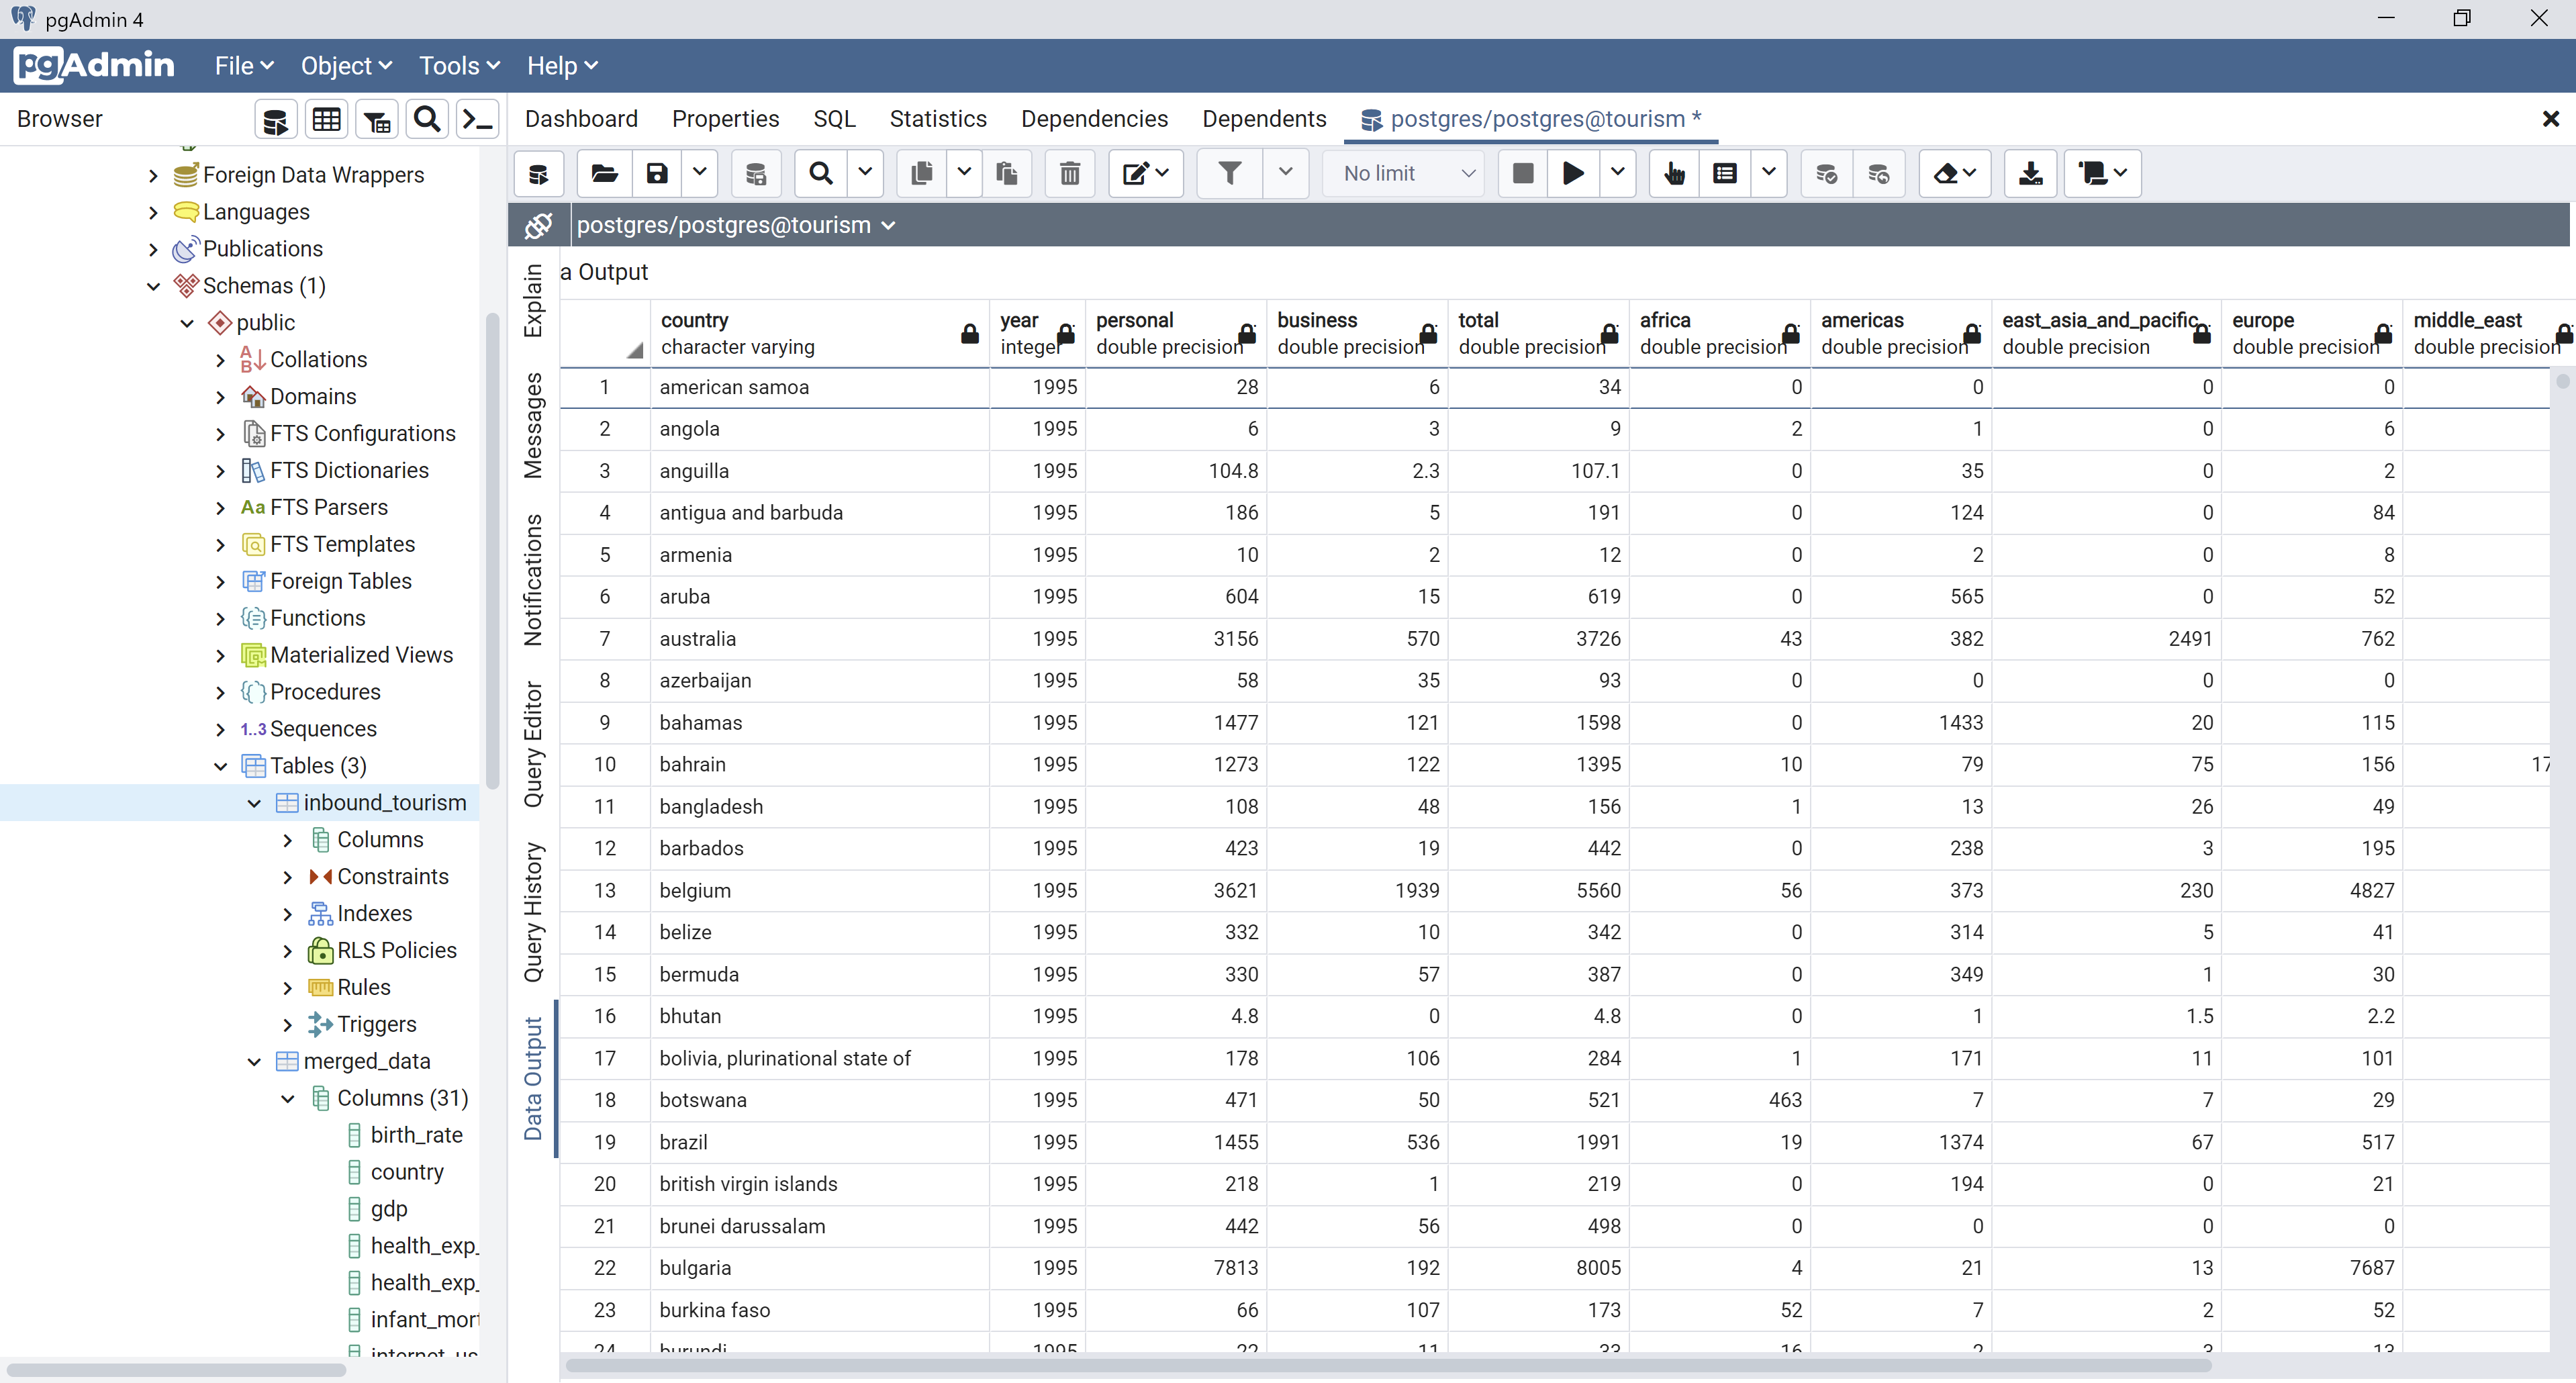 pgAdmin 4
pgAdmin File Object Tools Help
Browser
Dashboard Properties SQL Statistics Dependencies Dependents postgres/postgres@tourism *
No limit
postgres/postgres@tourism
Foreign Data Wrappers
Languages
Publications
Schemas (1)
public
Collations
Domains
FTS Configurations
FTS Dictionaries
Aa FTS Parsers
FTS Templates
Foreign Tables
Functions
Materialized Views
Procedures
1..3 Sequences
Tables (3)
inbound_tourism
Columns
Constraints
Indexes
RLS Policies
Rules
Triggers
merged_data
Columns (31)
birth_rate
country
gdp
health_exp_
health_exp_
infant_mor
internet_us
Explain
Messages
Notifications
Query Editor
Query History
Data Output
a Output
country year personal business total africa americas east_asia_and_pacific europe middle_east
character varying integer double precision double precision double precision double precision double precision double precision double precision double precision
1 american samoa 1995 28 6 34 0 0 0 0
2 angola 1995 6 3 9 2 1 0 6
3 anguilla 1995 104.8 2.3 107.1 0 35 0 2
4 antigua and barbuda 1995 186 5 191 0 124 0 84
5 armenia 1995 10 2 12 0 2 0 8
6 aruba 1995 604 15 619 0 565 0 52
7 australia 1995 3156 570 3726 43 382 2491 762
8 azerbaijan 1995 58 35 93 0 0 0 0
9 bahamas 1995 1477 121 1598 0 1433 20 115
10 bahrain 1995 1273 122 1395 10 79 75 156 17
11 bangladesh 1995 108 48 156 1 13 26 49
12 barbados 1995 423 19 442 0 238 3 195
13 belgium 1995 3621 1939 5560 56 373 230 4827
14 belize 1995 332 10 342 0 314 5 41
15 bermuda 1995 330 57 387 0 349 1 30
16 bhutan 1995 4.8 0 4.8 0 1 1.5 2.2
17 bolivia, plurinational state of 1995 178 106 284 1 171 11 101
18 botswana 1995 471 50 521 463 7 7 29
19 brazil 1995 1455 536 1991 19 1374 67 517
20 british virgin islands 1995 218 1 219 0 194 0 21
21 brunei darussalam 1995 442 56 498 0 0 0 0
22 bulgaria 1995 7813 192 8005 4 21 13 7687
23 burkina faso 1995 66 107 173 52 7 2 52
24 burundi 1995 22 11 33 16 2 3 13